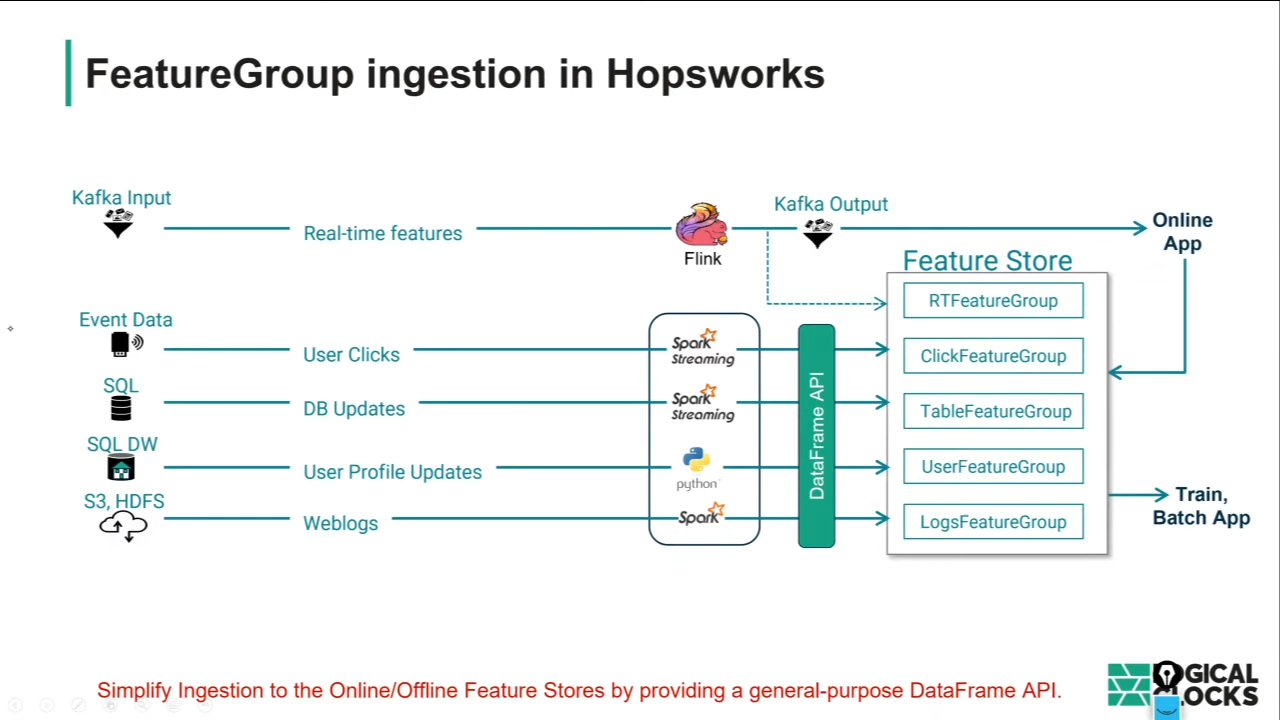 FeatureGroup ingestion in Hopsworks
Kafka Input
Real-time features
Flink
Kafka Output
Online
App
Feature Store
RTFeatureGroup
Event Data
User Clicks
Spark
Streaming
ClickFeatureGroup
SQL
DB Updates
Spark
Streaming
TableFeatureGroup
DataFrame API
SQL DW
User Profile Updates
python
UserFeatureGroup
S3, HDFS
Weblogs
Spark
LogsFeatureGroup
Train,
Batch App
Simplify Ingestion to the Online/Offline Feature Stores by providing a general-purpose DataFrame API.
OGICAL
LOCKS